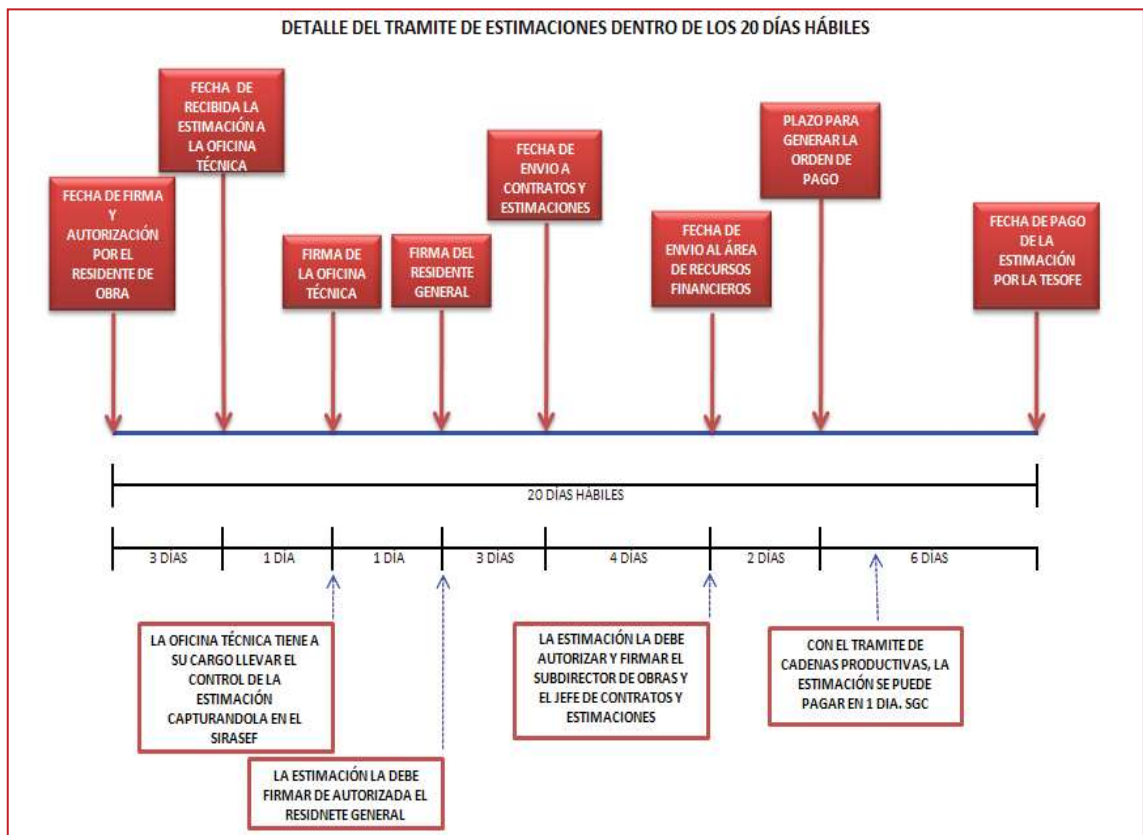 DETALLE DEL TRAMITE DE ESTIMACIONES DENTRO DE LOS 20 DÍAS HÁBILES
FECHA DE FIRMA
Y
AUTORIZACIÓN
POR EL
RESIDENTE DE
OBRA
FECHA DE
RECIBIDA LA
ESTIMACIÓN A
LA OFICINA
TÉCNICA
FIRMA DE
LA OFICINA
TÉCNICA
FIRMA DEL
RESIDENTE
GENERAL
FECHA DE
ENVIO A
CONTRATOS Y
ESTIMACIONES
FECHA DE
ENVIO AL ÁREA
DE RECURSOS
FINANCIEROS
PLAZO PARA
GENERAR LA
ORDEN DE
PAGO
FECHA DE PAGO
DE LA
ESTIMACIÓN
POR LA TESOFE
20 DÍAS HÁBILES
3 DÍAS
1 DÍA
1 DÍA
3 DÍAS
4 DÍAS
2 DÍAS
6 DÍAS
LA OFICINA TÉCNICA TIENE A
SU CARGO LLEVAR EL
CONTROL DE LA
ESTIMACIÓN
CAPTURANDOLA EN EL
SIRASEF
LA ESTIMACIÓN LA DEBE
FIRMAR DE AUTORIZADA EL
RESIDNETE GENERAL
LA ESTIMACIÓN LA DEBE
AUTORIZAR Y FIRMAR EL
SUBDIRECTOR DE OBRAS Y
EL JEFE DE CONTRATOS Y
ESTIMACIONES
CON EL TRAMITE DE
CADENAS PRODUCTIVAS, LA
ESTIMACIÓN SE PUEDE
PAGAR EN 1 DIA. SGC